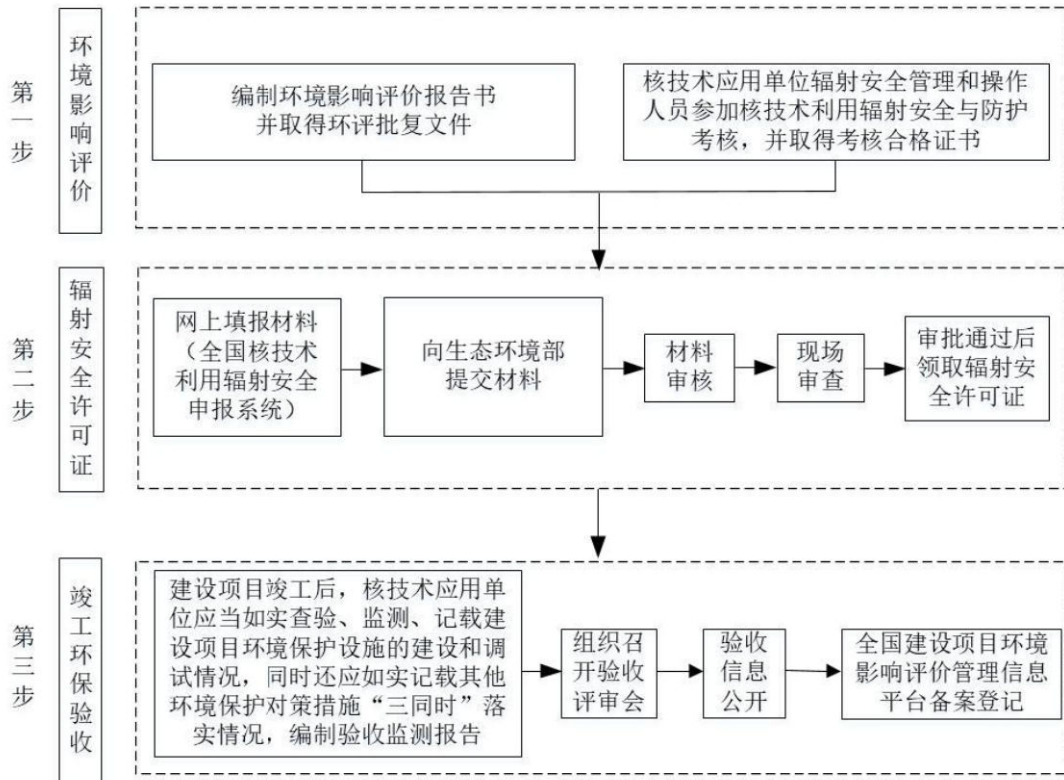 第一步
环境影响评价
编制环境影响评价报告书
并取得环评批复文件
核技术应用单位辐射安全管理和操作
人员参加核技术利用辐射安全与防护
考核，并取得考核合格证书
第二步
辐射安全许可证
网上填报材料
（全国核技术
利用辐射安全
申报系统）
向生态环境部
提交材料
材料
审核
现场
审查
审批通过后
领取辐射安
全许可证
第三步
竣工环保验收
建设项目竣工后，核技术应用单
位应当如实查验、监测、记载建
设项目环境保护设施的建设和调
试情况，同时还应如实记载其他
环境保护对策措施“三同时”落
实情况，编制验收监测报告
组织召
开验收
评审会
验收
信息
公开
全国建设项目环境
影响评价管理信息
平台备案登记